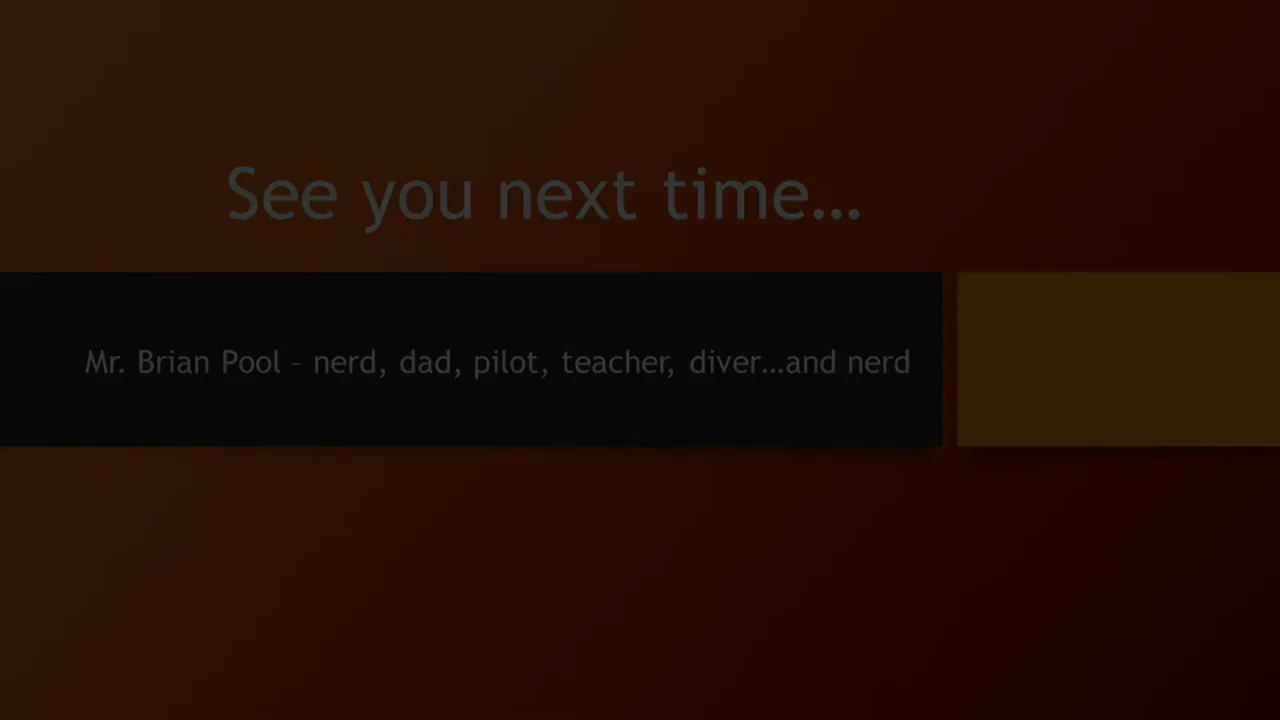 See you next time…
Mr. Brian Pool – nerd, dad, pilot, teacher, diver…and nerd